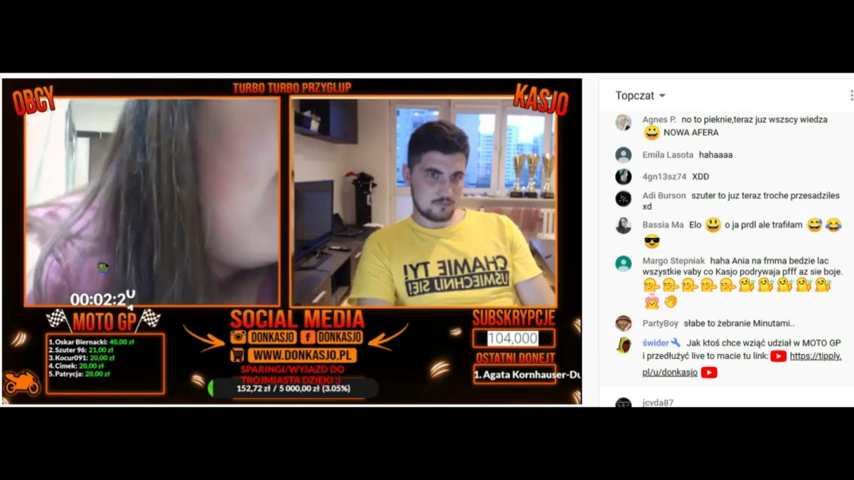 TURBO TURBO PRZYGŁUP
OBCY
KASJO
CHAMIE TY!
UŚMIECHNIJ SIĘ!
00:02:2
MOTO GP
1. Oskar Biernacki: 40,00 zł
2. Szuter 96: 21,00 zł
3. Kocur091: 20,00 zł
4. Cimek: 20,00 zł
5. Patrycja: 20,00 zł
SOCIAL MEDIA
DONKASJO DONKASJO
WWW.DONKASJO.PL
SPARINGI/WYJAZD DO
TROJMIASTA DZIEKI :)
152,72 zł / 5 000,00 zł (3.05%)
SUBSKRYPCJE
104,000
OSTATNI DONEJT
1. Agata Kornhauser-Du
Topczat
Agnes P. no to pieknie,teraz juz wszscy wiedza
😀 NOWA AFERA
Emila Lasota hahaaaa
4gn13sz74 XDD
Adi Burson szuter to juz teraz troche przesadziles
xd
Bassia Ma Elo 😃 o ja prdl ale trafiłam 😅 😂
😎
Margo Stepniak haha Ania na fmma bedzie lac
wszystkie vaby co Kasjo podrywaja pfff az sie boje.
PartyBoy słabe to żebranie Minutami..
świder Jak ktoś chce wziąć udział w MOTO GP
i przedłużyć live to macie tu link: https://tipply.
pl/u/donkasjo
jcvda87